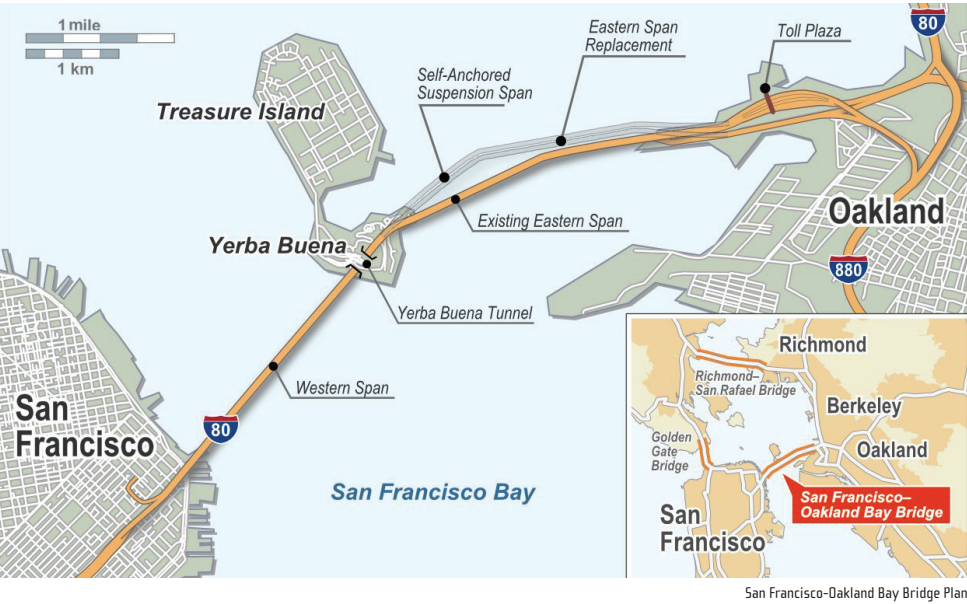 1 mile
1 km
Treasure Island
Self-Anchored
Suspension Span
Eastern Span
Replacement
Toll Plaza
80
Yerba Buena
Existing Eastern Span
Oakland
880
Yerba Buena Tunnel
Western Span
San
Francisco
80
San Francisco Bay
Richmond
Richmond–
San Rafael Bridge
Berkeley
Golden
Gate
Bridge
Oakland
San Francisco–
Oakland Bay Bridge
San
Francisco
San Francisco-Oakland Bay Bridge Plan